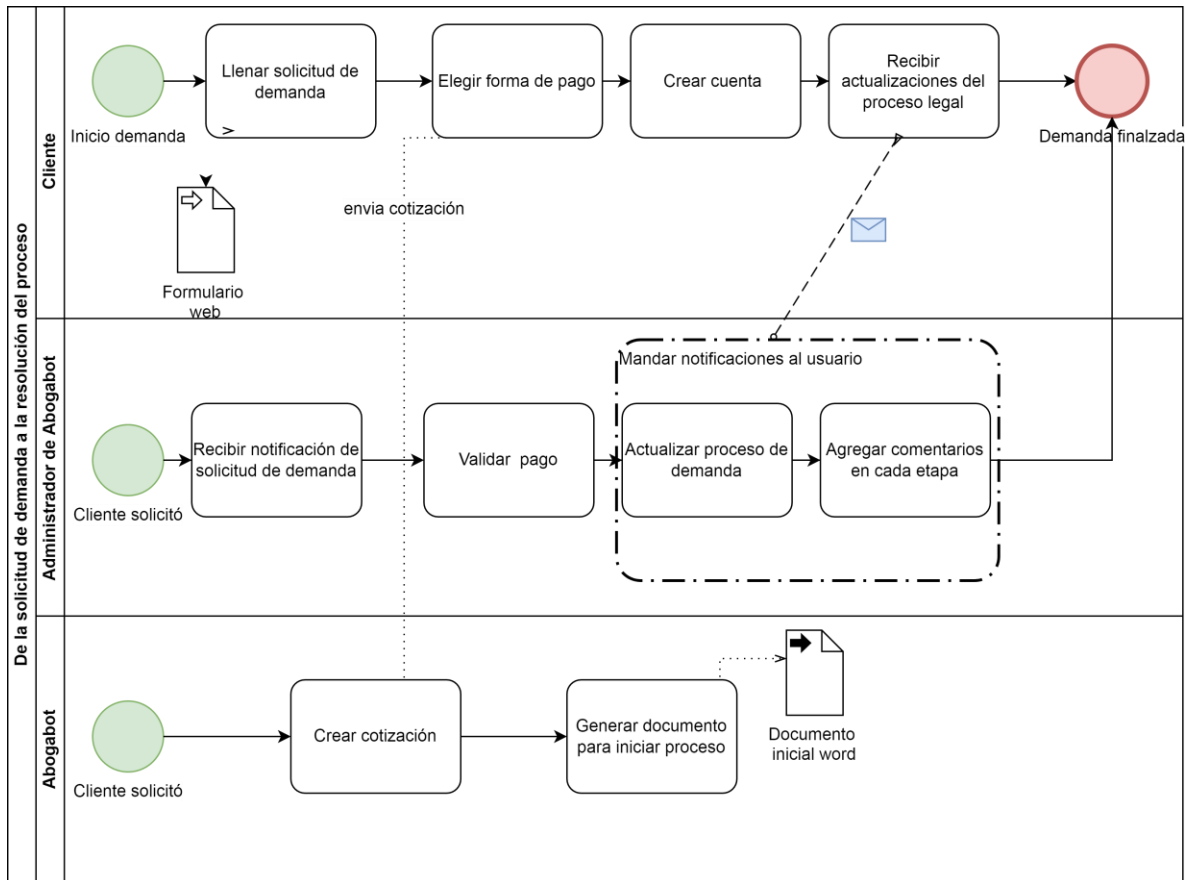 De la solicitud de demanda a la resolución del proceso
Cliente
Inicio demanda
Llenar solicitud de
demanda
Elegir forma de pago
Crear cuenta
Recibir
actualizaciones del
proceso legal
Demanda finalzada
envia cotización
Formulario
web
Administrador de Abogabot
Cliente solicitó
Recibir notificación de
solicitud de demanda
Validar pago
Mandar notificaciones al usuario
Actualizar proceso de
demanda
Agregar comentarios
en cada etapa
Abogabot
Cliente solicitó
Crear cotización
Generar documento
para iniciar proceso
Documento
inicial word